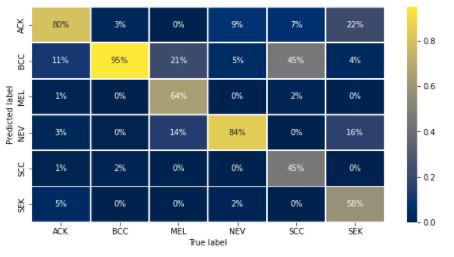 ACK 80% 3% 0% 9% 7% 22%
BCC 11% 95% 21% 5% 45% 4%
MEL 1% 0% 64% 0% 2% 0%
NEV 3% 0% 14% 84% 0% 16%
SCC 1% 2% 0% 0% 45% 0%
SEK 5% 0% 0% 2% 0% 58%
ACK BCC MEL NEV SCC SEK
True label
Predicted label
0.8
0.6
0.4
0.2
0.0